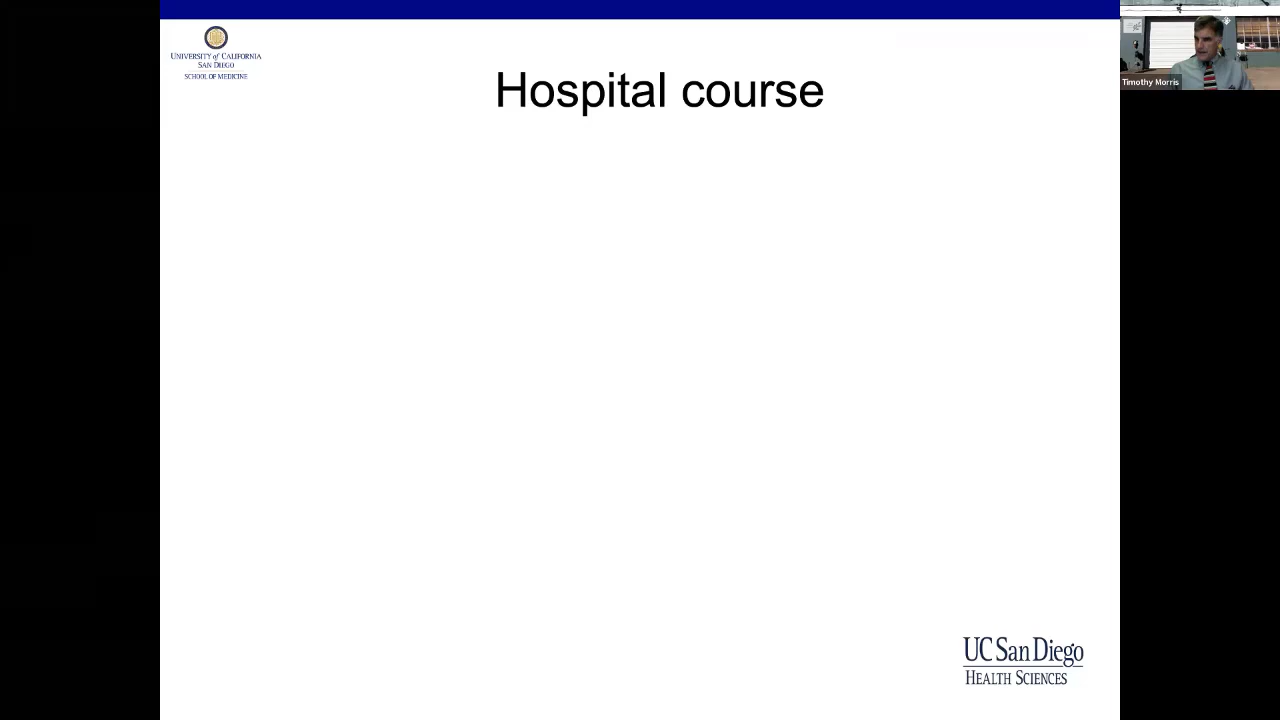 UNIVERSITY of CALIFORNIA
SAN DIEGO
SCHOOL OF MEDICINE
Hospital course
Timothy Morris
UC San Diego
HEALTH SCIENCES